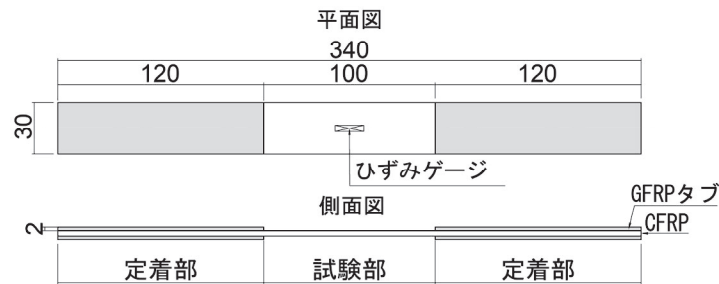 平面図
340
120 100 120
30
ひずみゲージ
側面図
GFRPタブ
CFRP
2
定着部 試験部 定着部